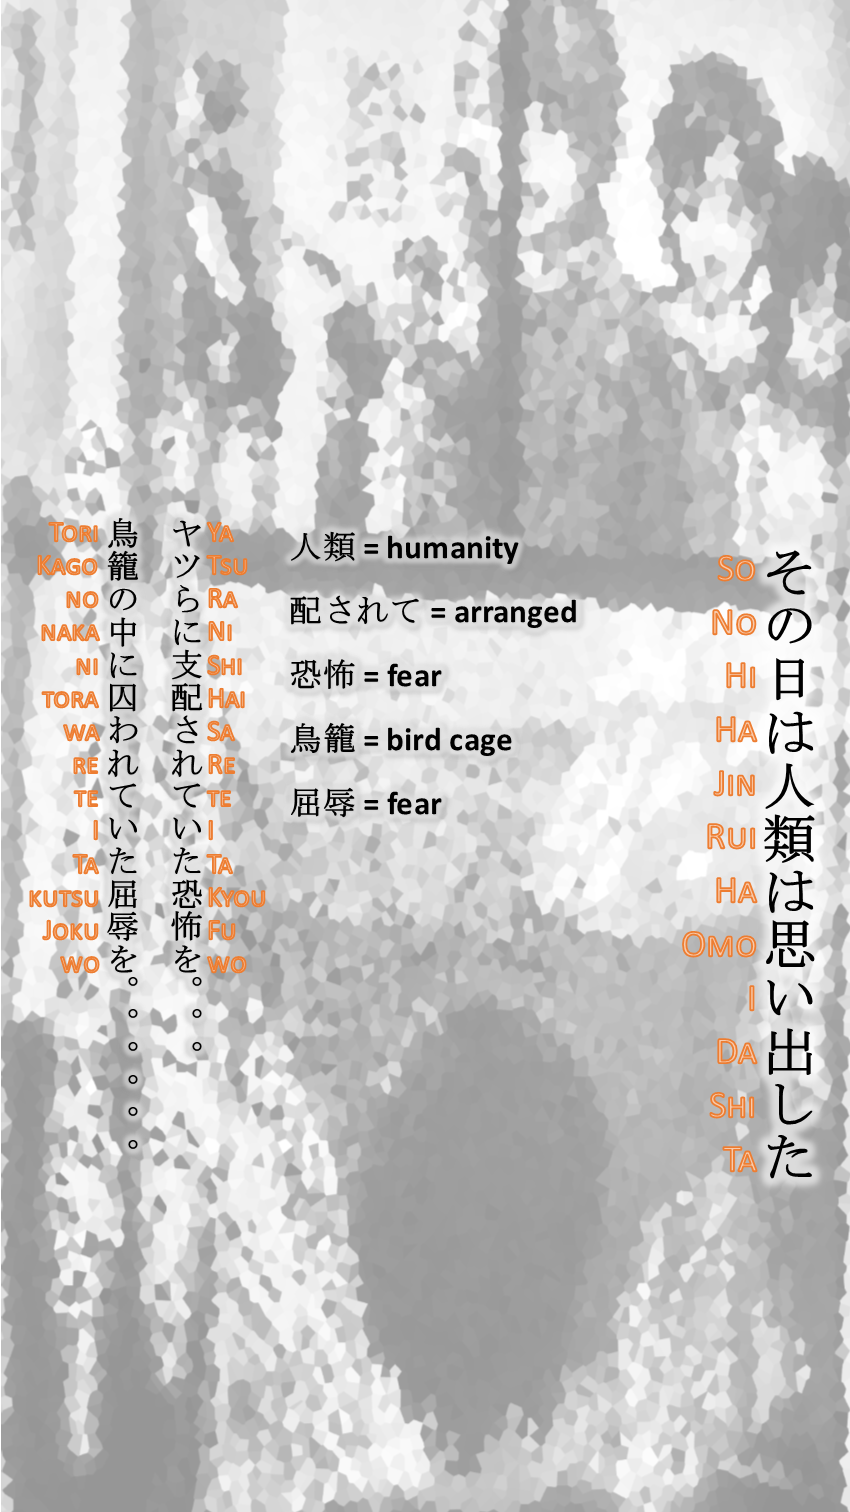 その日は人類は思い出した
So No Hi Ha Jin Rui Ha Omo I Da Shi Ta
人類 = humanity
配されて = arranged
恐怖 = fear
鳥籠 = bird cage
屈辱 = fear
Ya Tsu Ra Ni Shi Hai Sa Re Te I Ta Kyou Fu wo
ヤツらに支配されていた恐怖を。。。
鳥籠の中に囚われていた屈辱を。。。。。。
Tori Kago no naka ni tora wa re te i Ta kutsu Joku wo